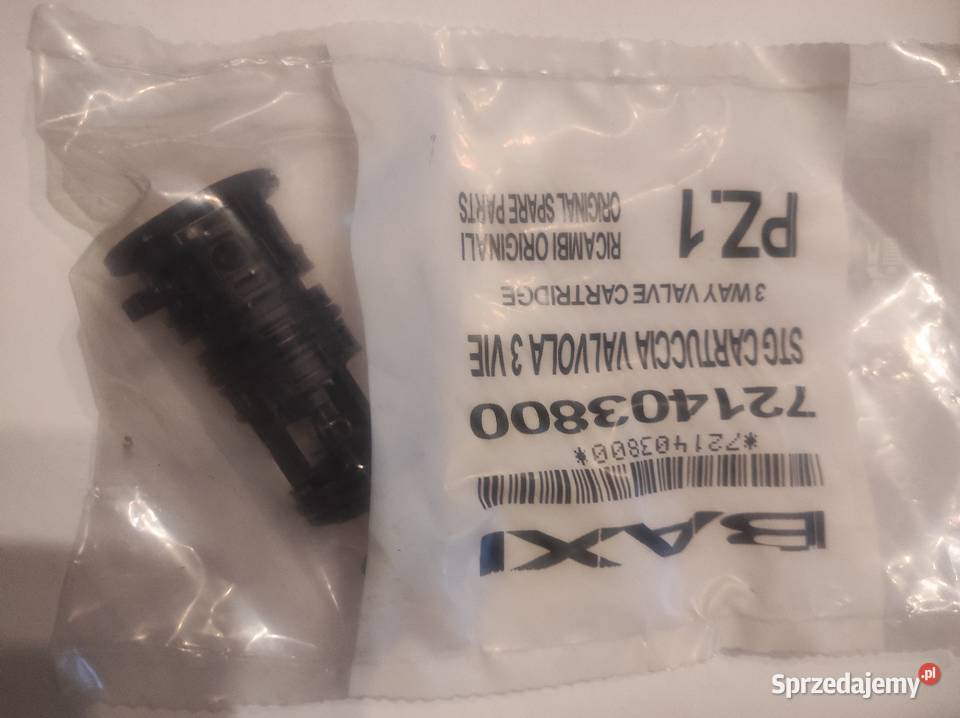 BAXI
*721403800*
721403800
STG CARTUCCIA VALVOLA 3 VIE
3 WAY VALVE CARTRIDGE
RICAMBI ORIGINALI
ORIGINAL SPARE PARTS
PZ.1
Sprzedajemy.pl